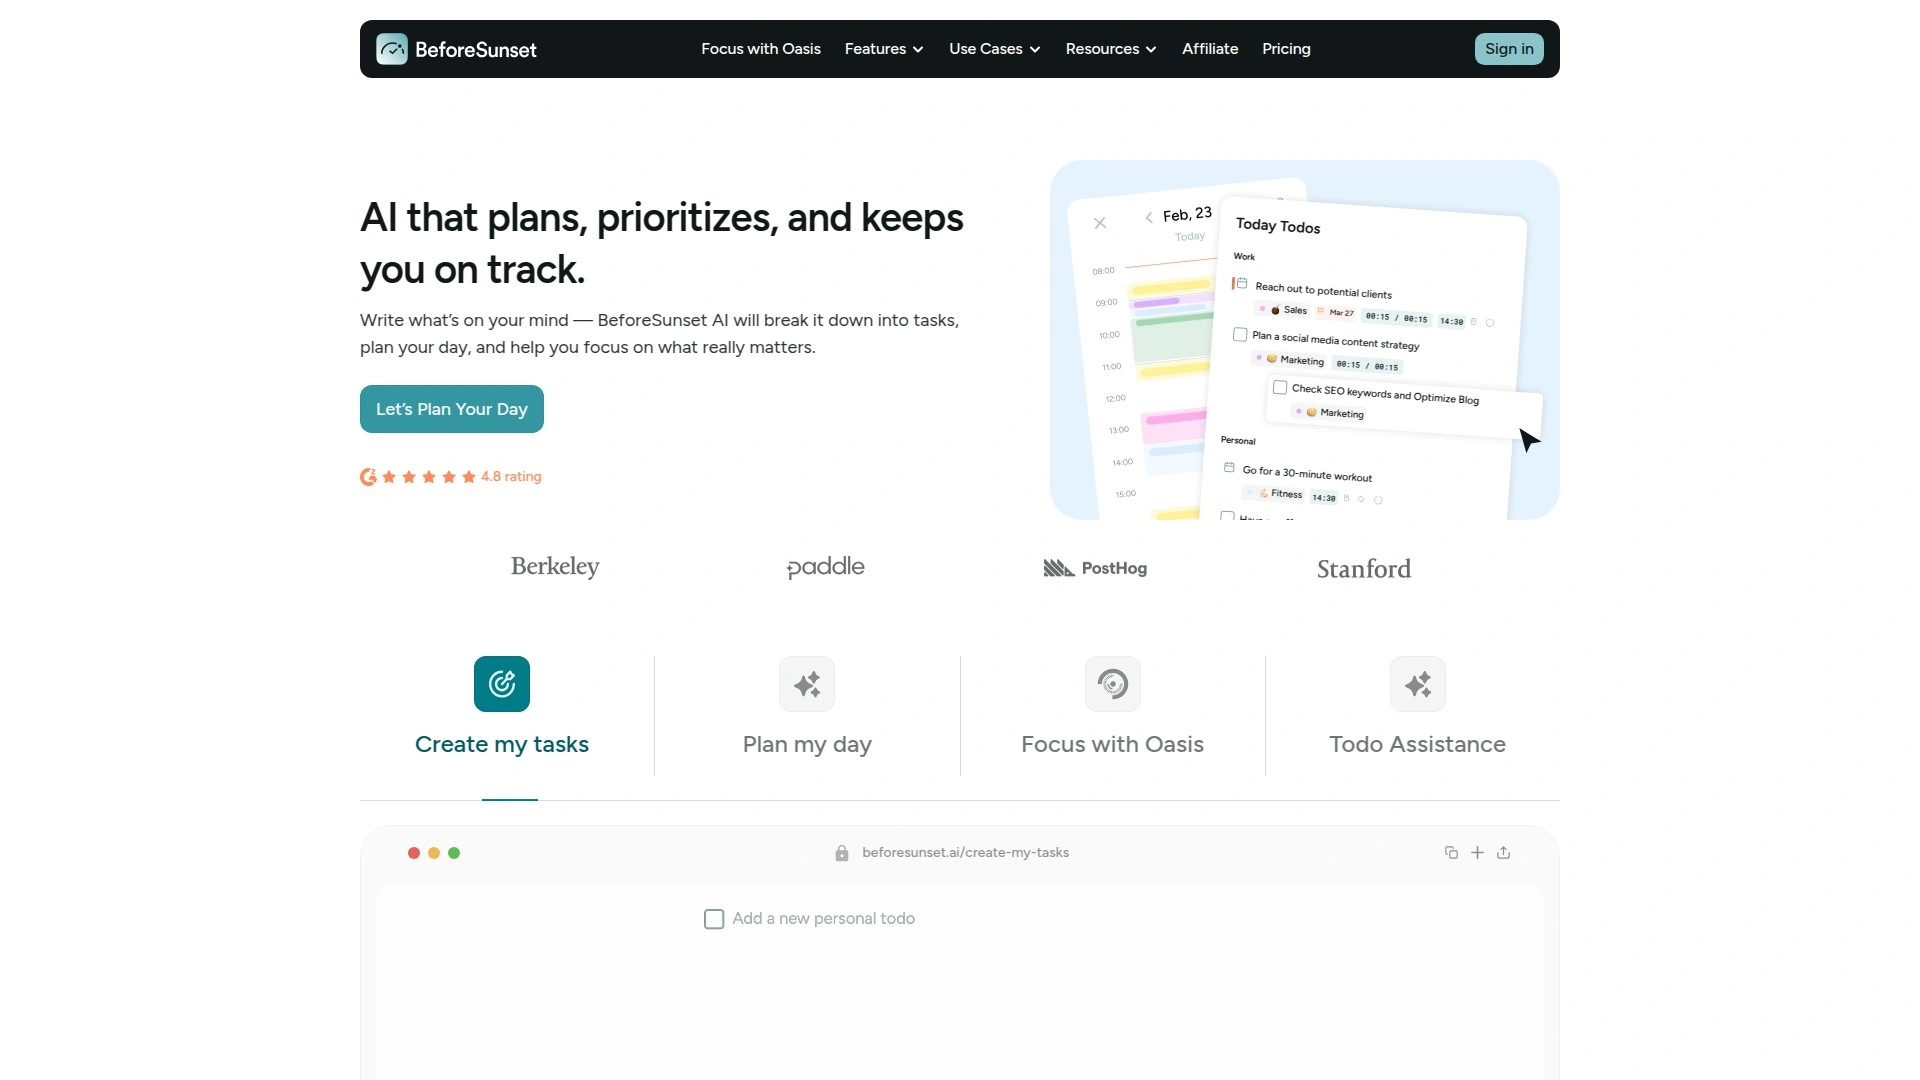 BeforeSunset
Focus with Oasis
Features
Use Cases
Resources
Affiliate
Pricing
Sign in
AI that plans, prioritizes, and keeps
you on track.
Write what's on your mind — BeforeSunset AI will break it down into tasks,
plan your day, and help you focus on what really matters.
Let's Plan Your Day
4.8 rating
Feb, 23
Today
08:00
09:00
10:00
11:00
12:00
13:00
14:00
15:00
Today Todos
Work
Reach out to potential clients
Sales Mar 27 00:15 / 00:15 14:30
Plan a social media content strategy
Marketing 00:15 / 00:15
Check SEO keywords and Optimize Blog
Marketing
Personal
Go for a 30-minute workout
Fitness 14:30
Berkeley
paddle
PostHog
Stanford
Create my tasks
Plan my day
Focus with Oasis
Todo Assistance
beforesunset.ai/create-my-tasks
Add a new personal todo